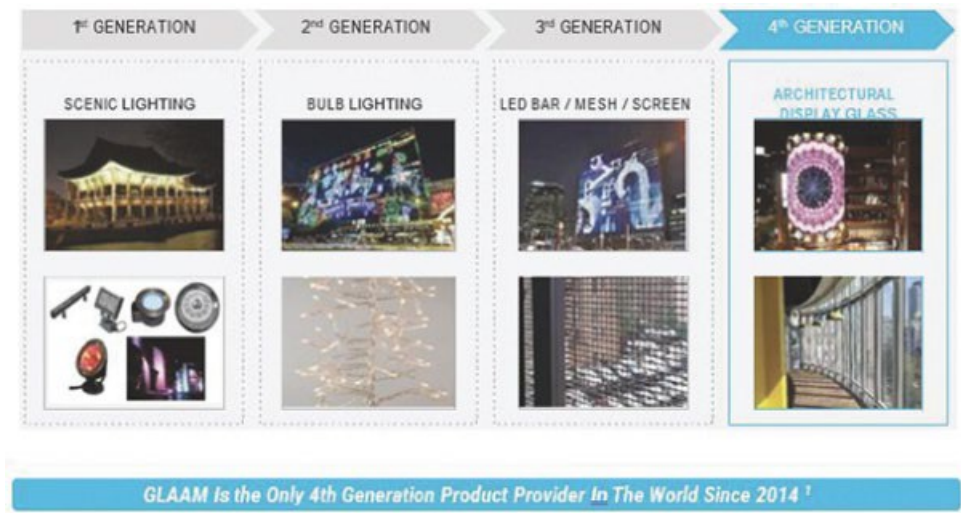 1st GENERATION
2nd GENERATION
3rd GENERATION
4th GENERATION
SCENIC LIGHTING
BULB LIGHTING
LED BAR / MESH / SCREEN
ARCHITECTURAL
DISPLAY GLASS
GLAAM Is the Only 4th Generation Product Provider In The World Since 2014 1